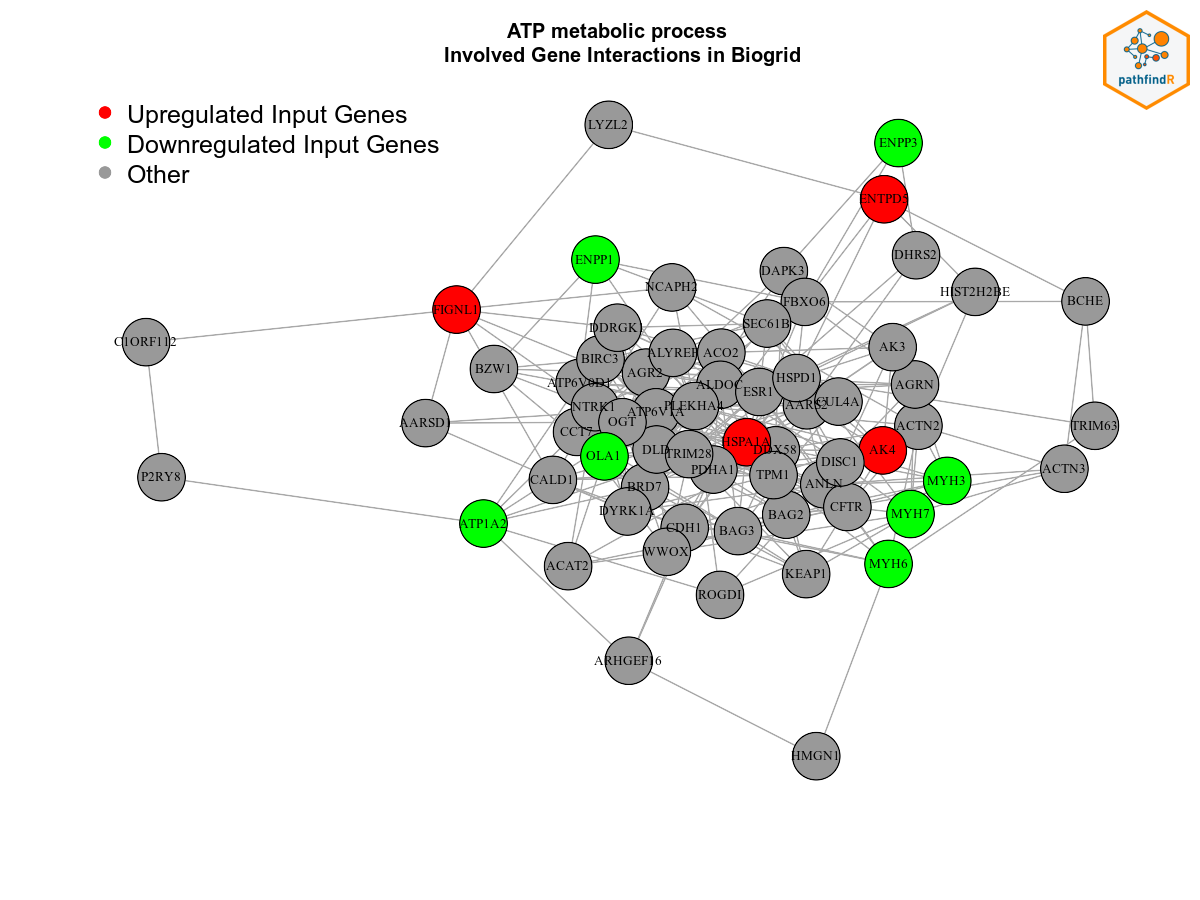 ATP metabolic process
Involved Gene Interactions in Biogrid
pathfindR
Upregulated Input Genes
Downregulated Input Genes
Other
LYZL2
ENPP3
ENTPD5
DHRS2
ENPP1
DAPK3
NCAPH2
HIST2H2BE
FBXO6
BCHE
FIGNL1
SEC61B
DDRGK1
C1ORF112
AK3
ALYREF
ACO2
BIRC3
BZW1
AGR2
HSPD1
ATP6V0D1
ALDOC
AGRN
ESR1
CUL4A
AARS2
PLEKHA4
NTRK1
ATP6V1A
OGT
AARSD1
TRIM63
ACTN2
CCT7
HSPA1A
DLD
DDX58
AK4
TRIM28
OLA1
DISC1
PDHA1
ACTN3
TPM1
P2RY8
CALD1
MYH3
ANLN
BRD7
CFTR
DYRK1A
MYH7
BAG2
ATP1A2
CDH1
BAG3
WWOX
MYH6
ACAT2
KEAP1
ROGDI
ARHGEF16
HMGN1